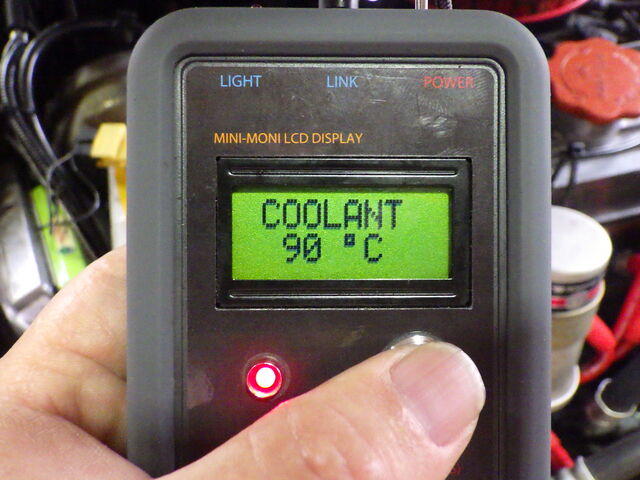 LIGHT LINK POWER
MINI-MONI LCD DISPLAY
COOLANT
90 °C